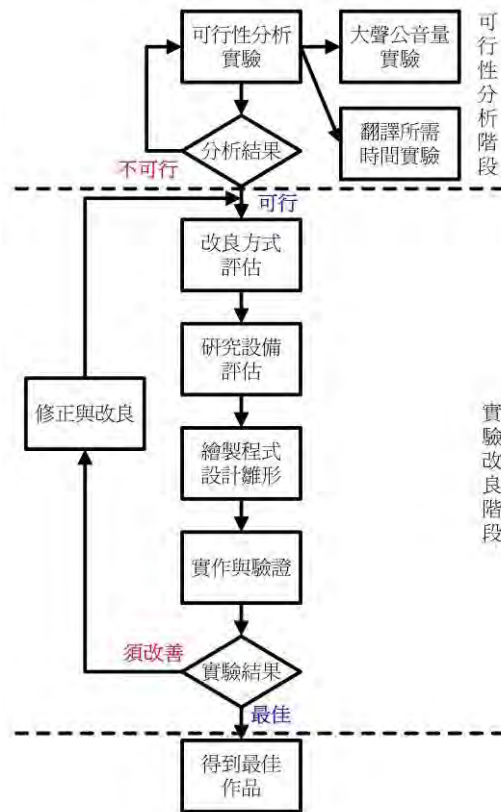 可行性分析
實驗
大聲公音量
實驗
翻譯所需
時間實驗
可行性分析階段
分析結果
不可行
可行
改良方式
評估
研究設備
評估
修正與改良
繪製程式
設計雛形
實驗改良階段
實作與驗證
須改善
實驗結果
最佳
得到最佳
作品